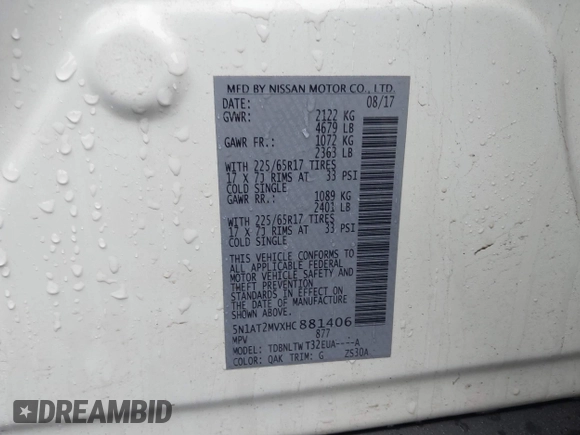 MFD BY NISSAN MOTOR CO., LTD.
DATE: 08/17
GVWR: 2122 KG
4679 LB
GAWR FR.: 1072 KG
2363 LB
WITH 225/65R17 TIRES
17 X 7J RIMS AT 33 PSI
COLD SINGLE
GAWR RR.: 1089 KG
2401 LB
WITH 225/65R17 TIRES
17 X 7J RIMS AT 33 PSI
COLD SINGLE
THIS VEHICLE CONFORMS TO
ALL APPLICABLE FEDERAL
MOTOR VEHICLE SAFETY AND
THEFT PREVENTION
STANDARDS IN EFFECT ON
THE DATE OF MANUFACTURE
SHOWN ABOVE.
5N1AT2MVXHC881406
MPV 877
MODEL: TDBNLTW T32EUA----A
COLOR: QAK TRIM: G ZS30A
DREAMBID